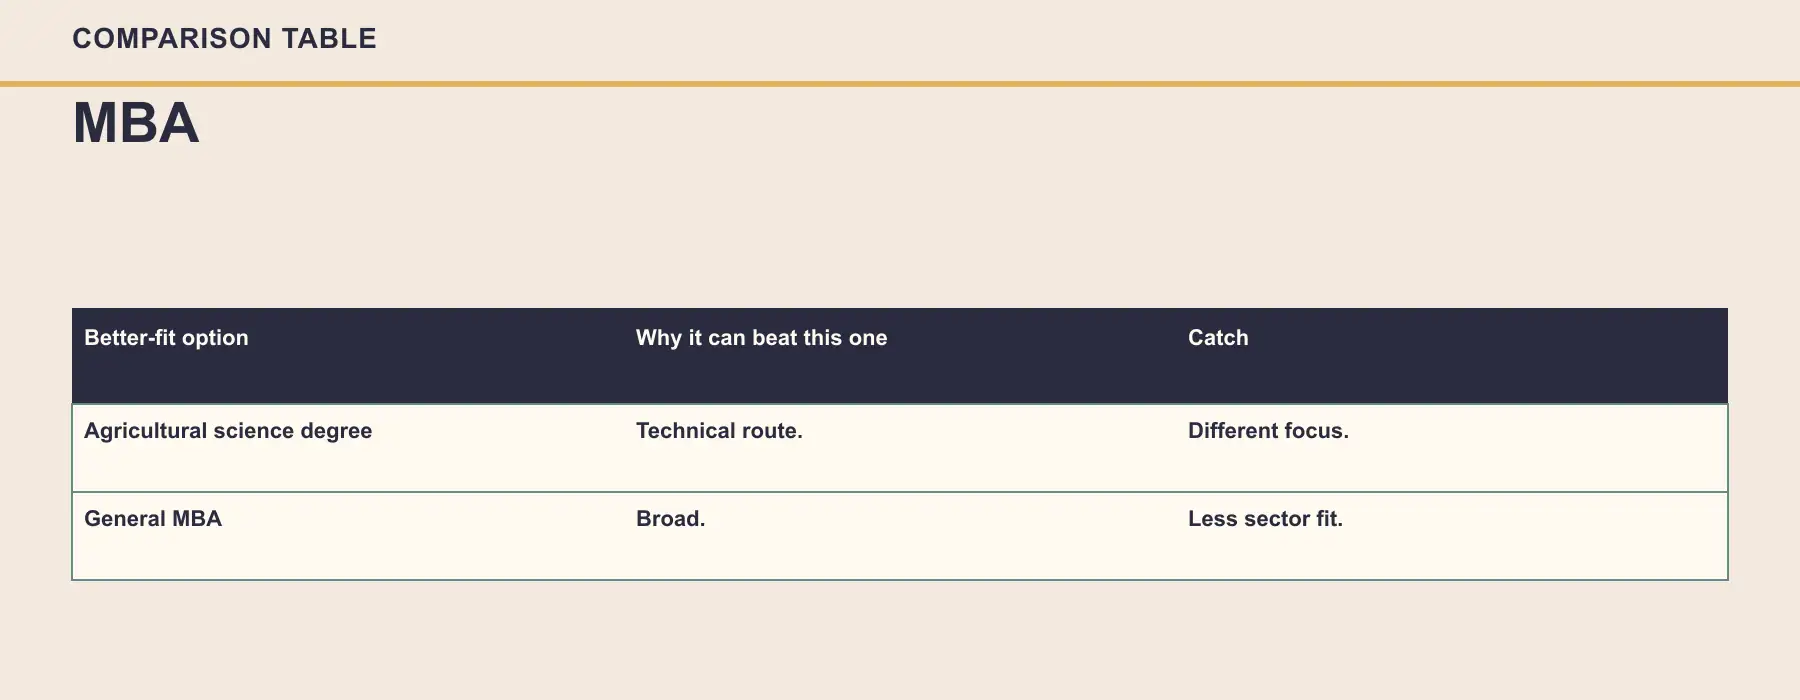 COMPARISON TABLE
MBA
Better-fit option Why it can beat this one Catch
Agricultural science degree Technical route. Different focus.
General MBA Broad. Less sector fit.